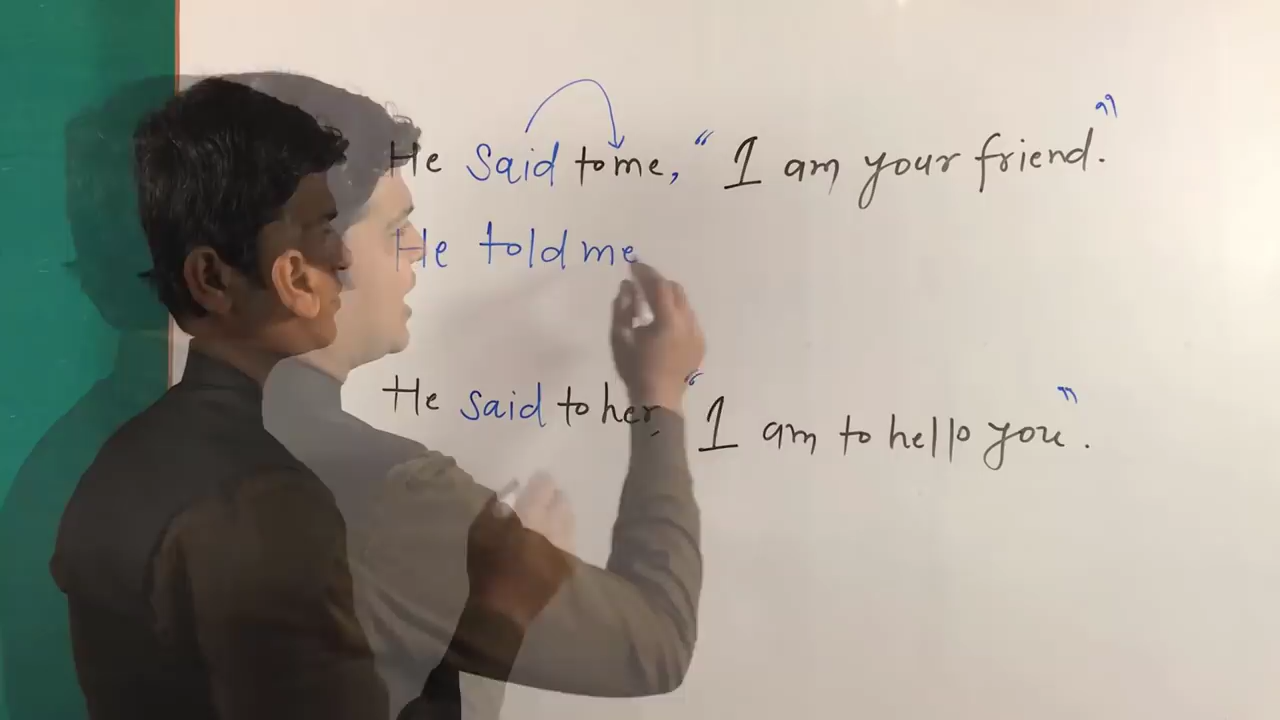 He said to me, “I am your friend.”
He told me
He said to her, “I am to hello you”.